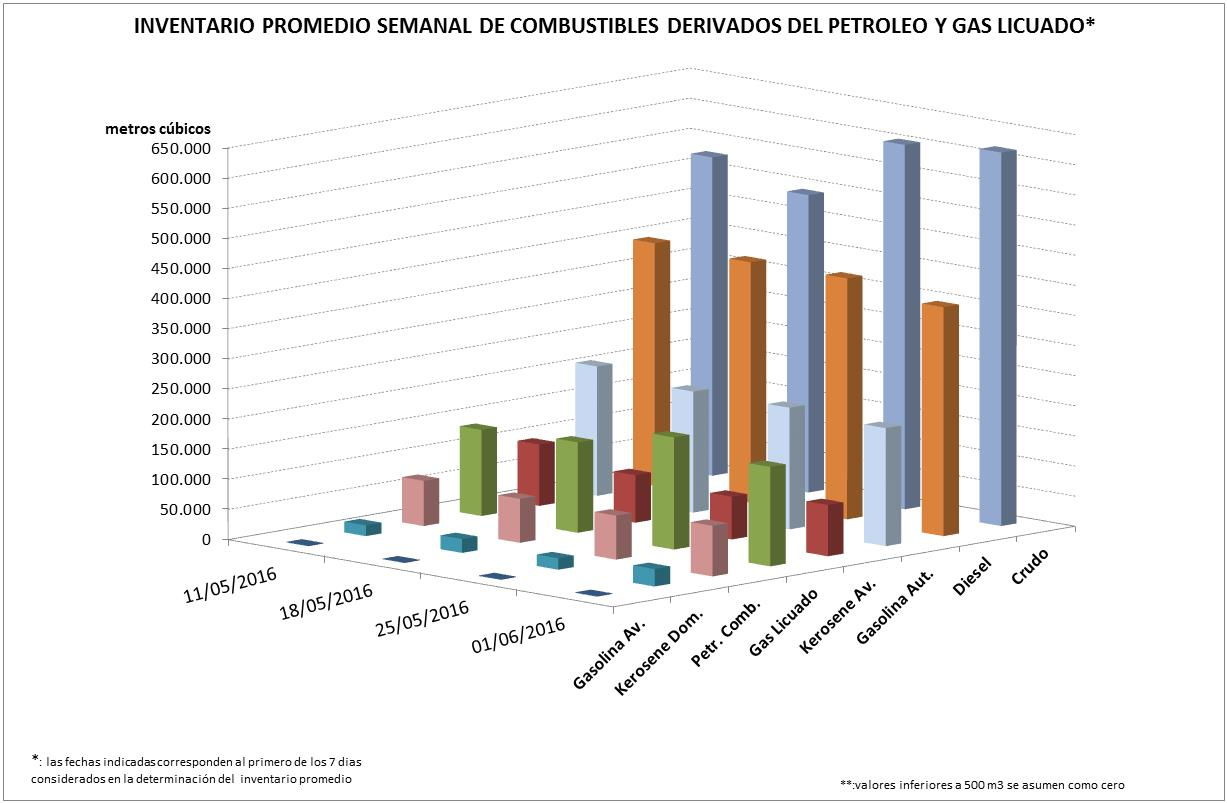 INVENTARIO PROMEDIO SEMANAL DE COMBUSTIBLES DERIVADOS DEL PETROLEO Y GAS LICUADO*
metros cúbicos
650.000
600.000
550.000
500.000
450.000
400.000
350.000
300.000
250.000
200.000
150.000
100.000
50.000
0
11/05/2016
18/05/2016
25/05/2016
01/06/2016
Gasolina Av.
Kerosene Dom.
Petr. Comb.
Gas Licuado
Kerosene Av.
Gasolina Aut.
Diesel
Crudo
*: las fechas indicadas corresponden al primero de los 7 dias
considerados en la determinación del inventario promedio
**:valores inferiores a 500 m3 se asumen como cero